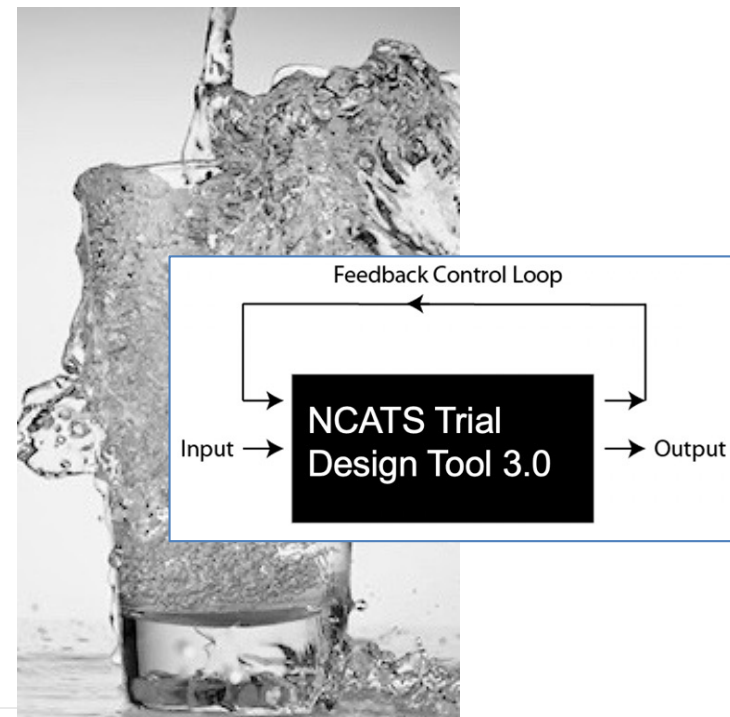 Feedback Control Loop
NCATS Trial
Design Tool 3.0
Input
Output